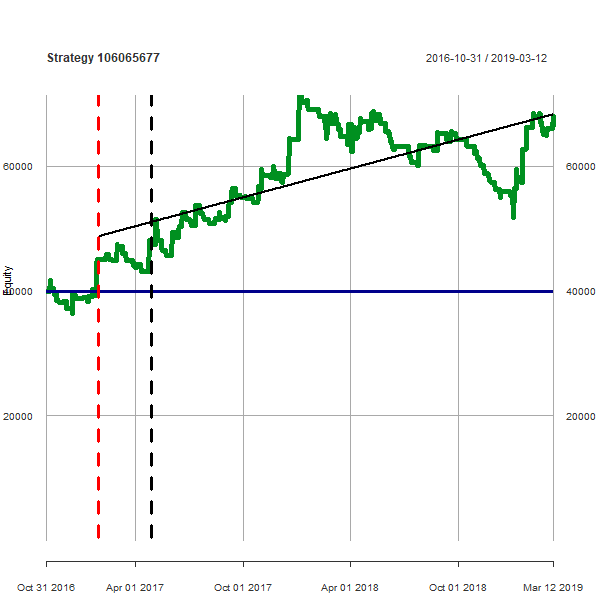 Strategy 106065677
2016-10-31 / 2019-03-12
60000
60000
Equity
40000
40000
20000
20000
Oct 31 2016
Apr 01 2017
Oct 01 2017
Apr 01 2018
Oct 01 2018
Mar 12 2019